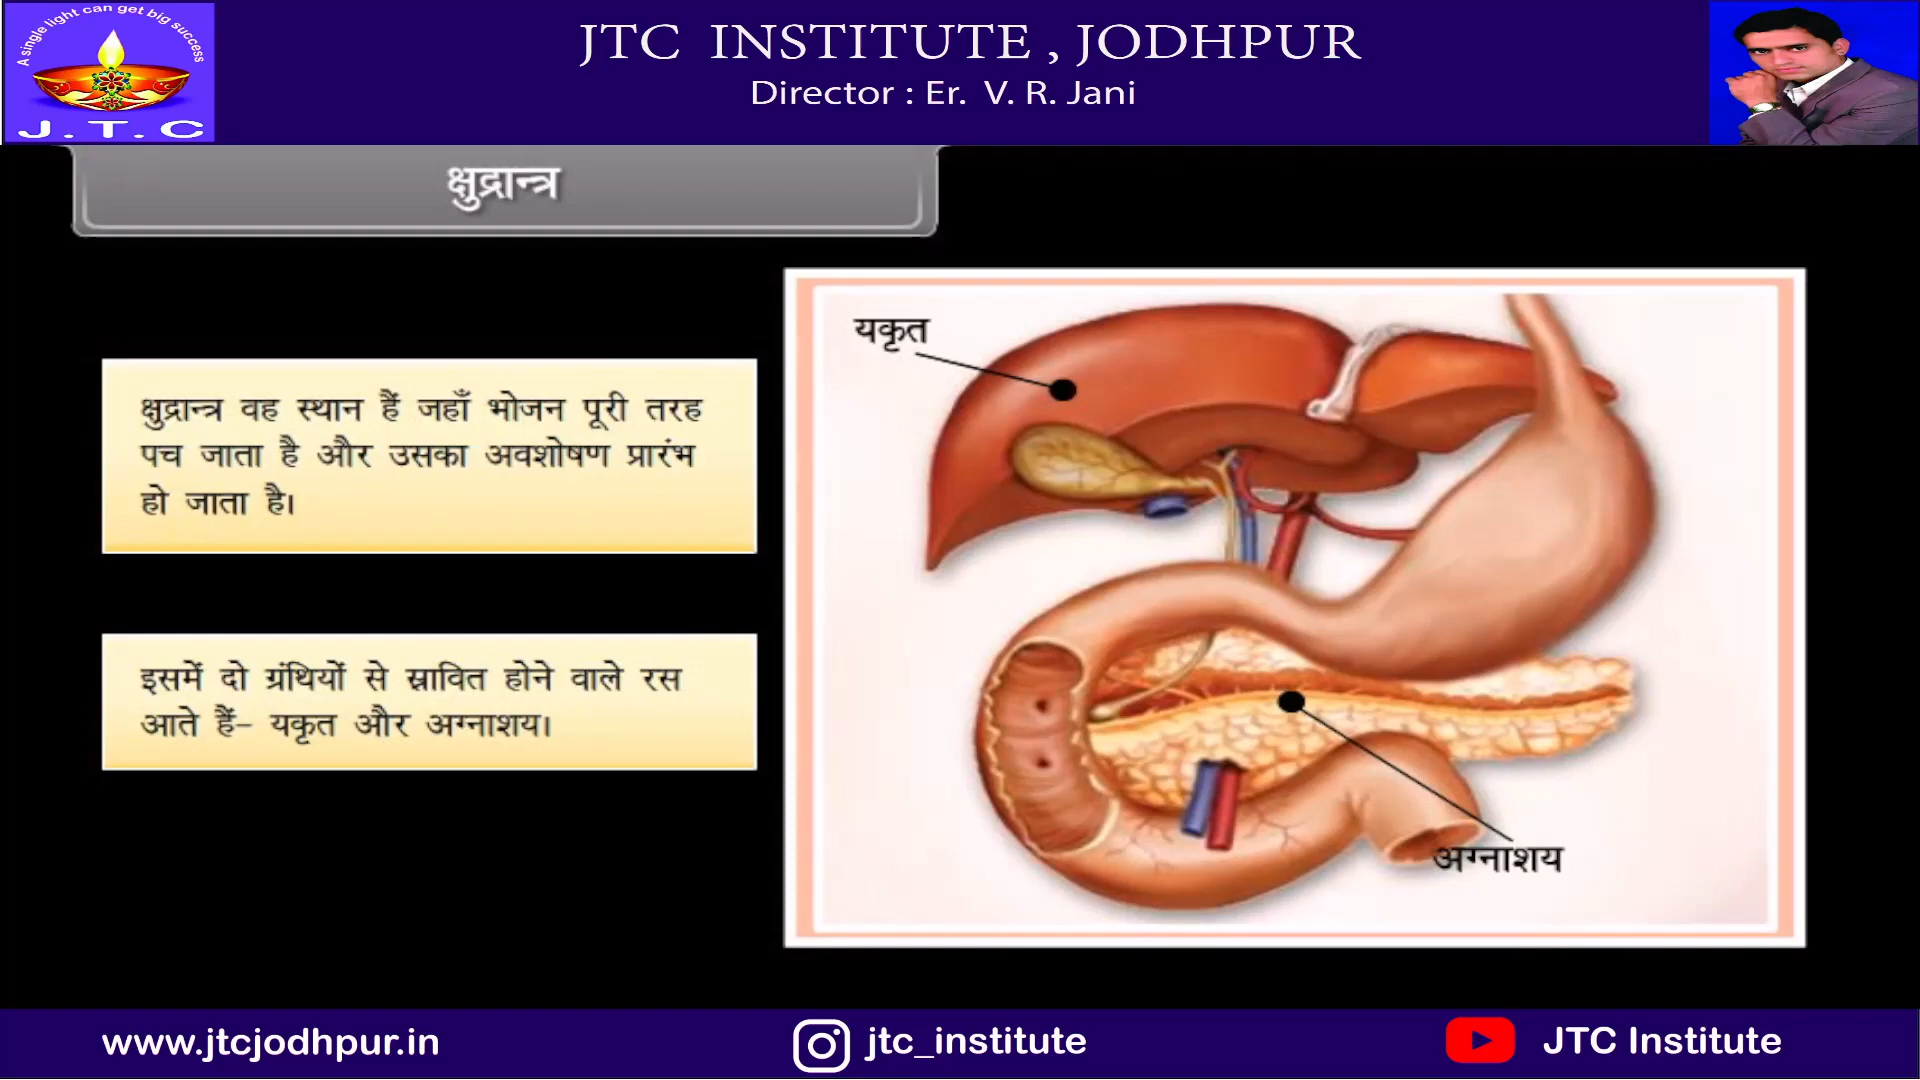 A single light can get big success
J.T.C
JTC INSTITUTE , JODHPUR
Director : Er. V. R. Jani
क्षुद्रान्त्र
क्षुद्रान्त्र वह स्थान हैं जहाँ भोजन पूरी तरह
पच जाता है और उसका अवशोषण प्रारंभ
हो जाता है।
इसमें दो ग्रंथियों से स्रावित होने वाले रस
आते हैं– यकृत और अग्नाशय।
यकृत
अग्नाशय
www.jtcjodhpur.in
jtc_institute
JTC Institute